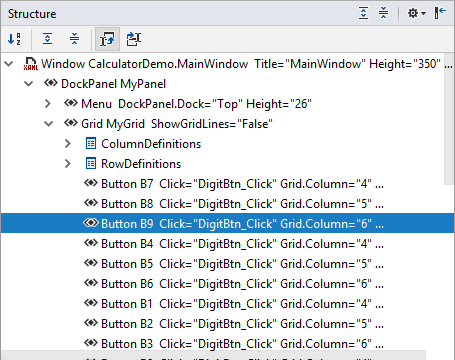 Structure
Window CalculatorDemo.MainWindow Title="MainWindow" Height="350" ...
DockPanel MyPanel
Menu DockPanel.Dock="Top" Height="26"
Grid MyGrid ShowGridLines="False"
ColumnDefinitions
RowDefinitions
Button B7 Click="DigitBtn_Click" Grid.Column="4" ...
Button B8 Click="DigitBtn_Click" Grid.Column="5" ...
Button B9 Click="DigitBtn_Click" Grid.Column="6" ...
Button B4 Click="DigitBtn_Click" Grid.Column="4" ...
Button B5 Click="DigitBtn_Click" Grid.Column="5" ...
Button B6 Click="DigitBtn_Click" Grid.Column="6" ...
Button B1 Click="DigitBtn_Click" Grid.Column="4" ...
Button B2 Click="DigitBtn_Click" Grid.Column="5" ...
Button B3 Click="DigitBtn_Click" Grid.Column="6" ...